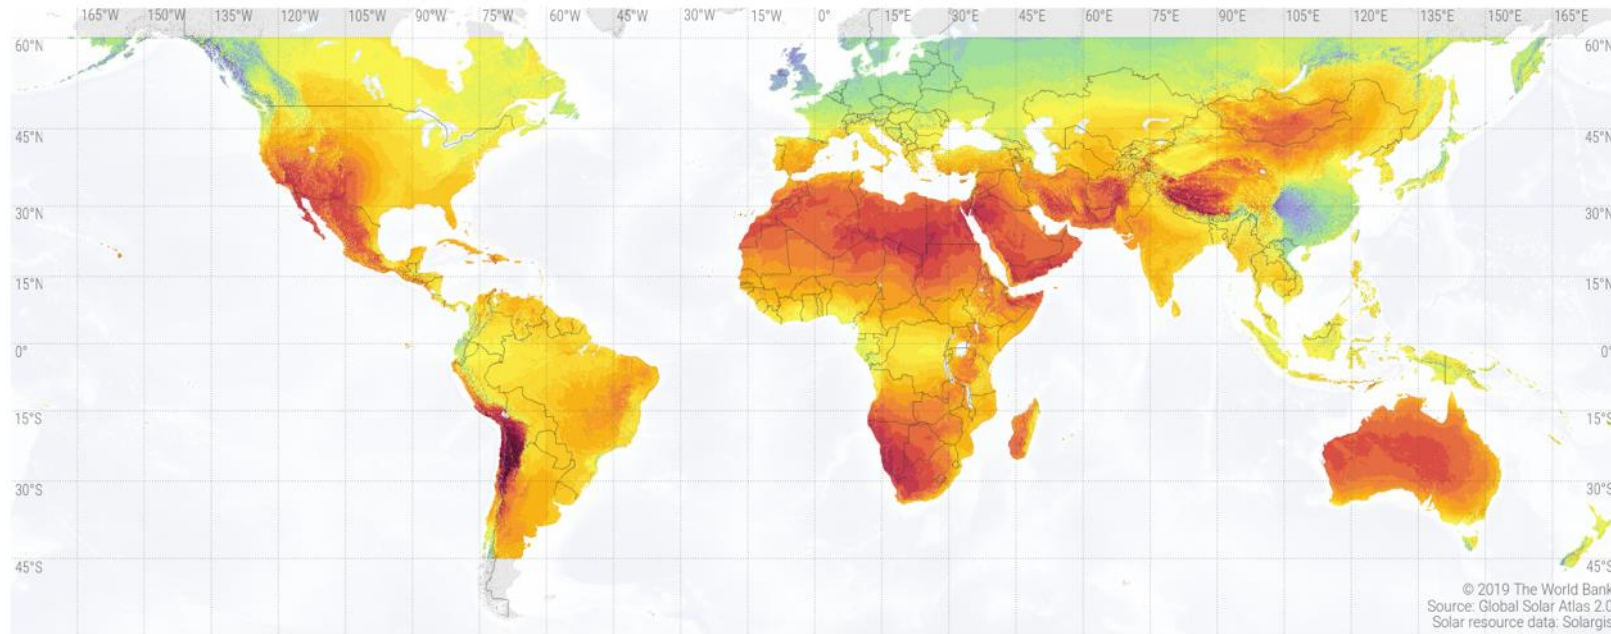 165°W 150°W 135°W 120°W 105°W 90°W 75°W 60°W 45°W 30°W 15°W 0° 15°E 30°E 45°E 60°E 75°E 90°E 105°E 120°E 135°E 150°E 165°E
60°N 60°N
45°N 45°N
30°N 30°N
15°N 15°N
0° 0°
15°S 15°S
30°S 30°S
45°S 45°S
© 2019 The World Bank
Source: Global Solar Atlas 2.0
Solar resource data: Solargis